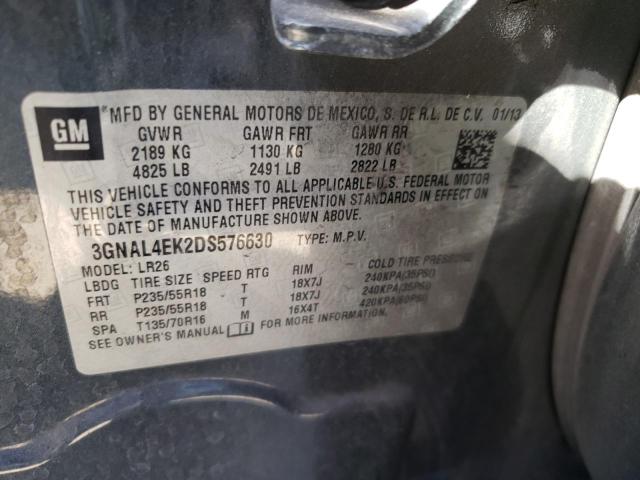 GM
*MFD BY GENERAL MOTORS DE MEXICO, S. DE R.L. DE C.V. 01/13
GVWR GAWR FRT GAWR RR
2189 KG 1130 KG 1280 KG
4825 LB 2491 LB 2822 LB
THIS VEHICLE CONFORMS TO ALL APPLICABLE U.S. FEDERAL MOTOR
VEHICLE SAFETY AND THEFT PREVENTION STANDARDS IN EFFECT ON
THE DATE OF MANUFACTURE SHOWN ABOVE.
3GNAL4EK2DS576630 TYPE: M.P.V.
MODEL: LR26
LBDG TIRE SIZE SPEED RTG RIM COLD TIRE PRESSURE
FRT P235/55R18 T 18X7J 240KPA(35PSI)
RR P235/55R18 T 18X7J 240KPA(35PSI)
SPA T135/70R16 M 16X4T 420KPA(60PSI)
SEE OWNER'S MANUAL FOR MORE INFORMATION.